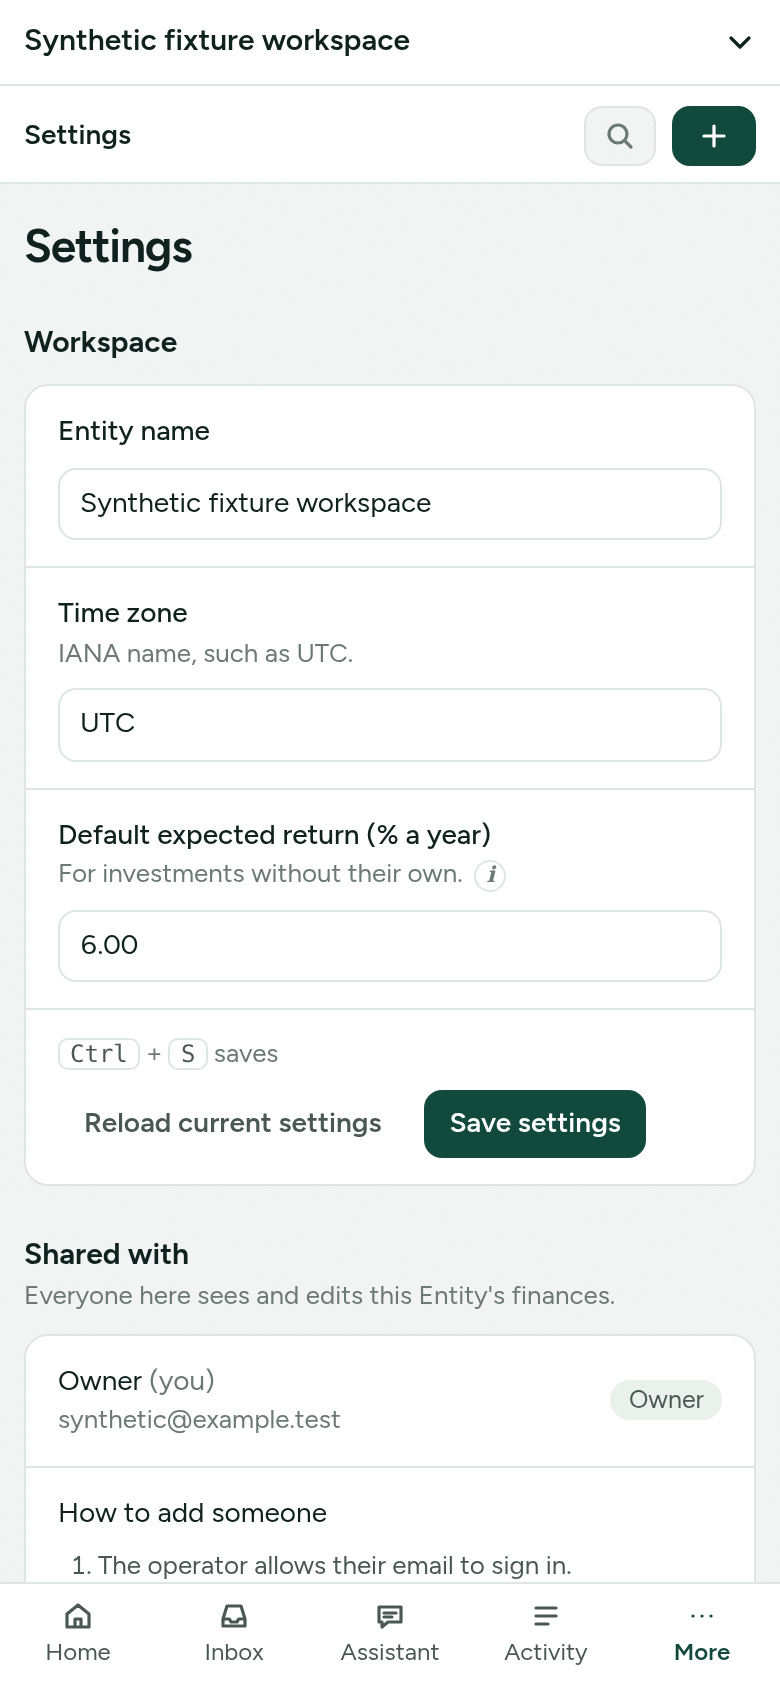 Synthetic fixture workspace
Settings
Settings
Workspace
Entity name
Synthetic fixture workspace
Time zone
IANA name, such as UTC.
UTC
Default expected return (% a year)
For investments without their own. i
6.00
Ctrl + S saves
Reload current settings Save settings
Shared with
Everyone here sees and edits this Entity's finances.
Owner (you)
synthetic@example.test
Owner
How to add someone
1. The operator allows their email to sign in.
Home Inbox Assistant Activity More